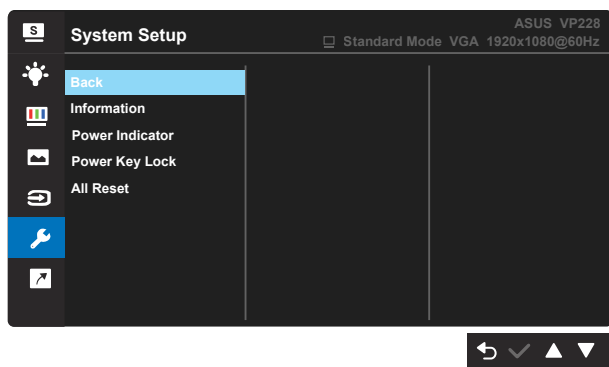 S
System Setup
ASUS VP228
Standard Mode VGA 1920x1080@60Hz
Back
Information
Power Indicator
Power Key Lock
All Reset